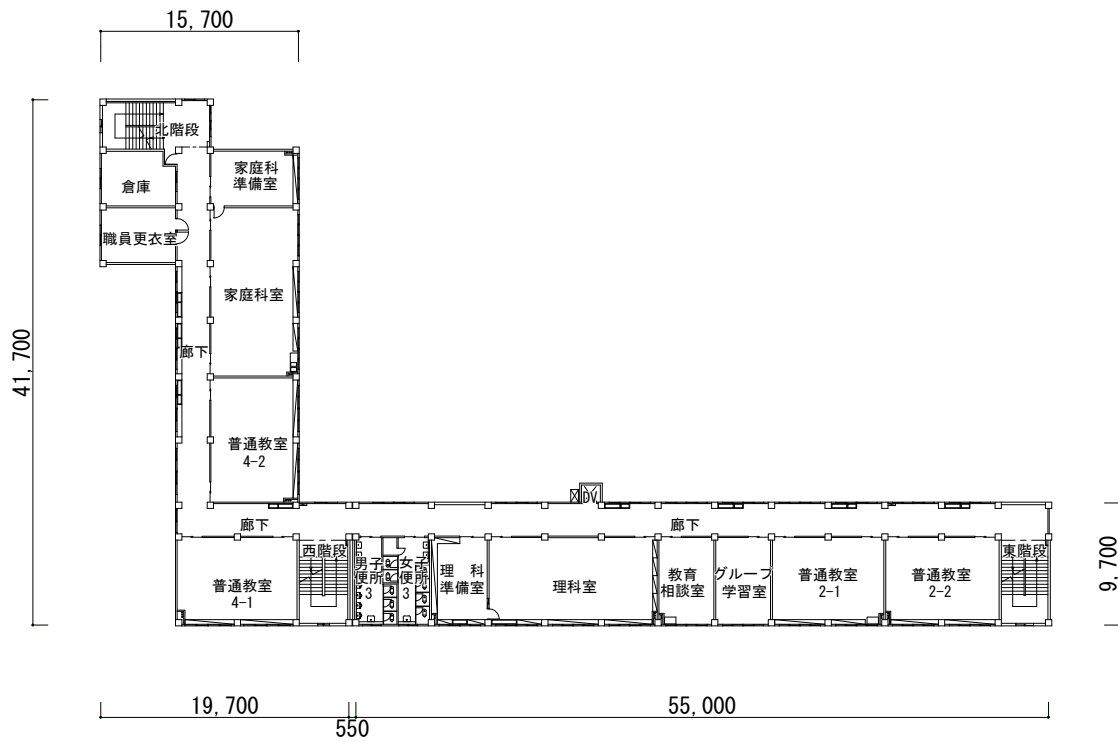 15,700
北階段
家庭科
準備室
倉庫
職員更衣室
家庭科室
41,700
廊下
普通教室
4-2
DV
廊下
廊下
西階段
男子
便所
3
女子
便所
3
理 科
準備室
理科室
教育
相談室
グループ
学習室
普通教室
2-1
普通教室
2-2
東階段
普通教室
4-1
9,700
19,700
550
55,000